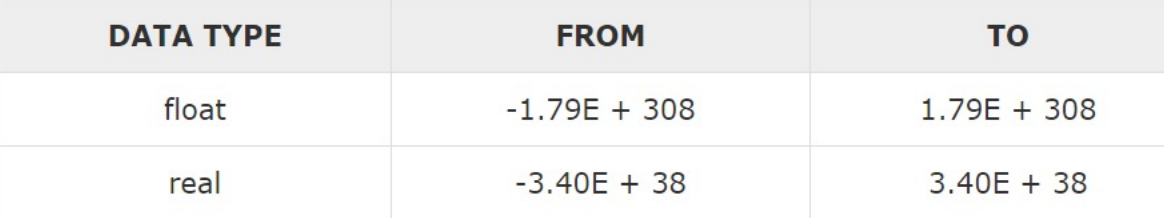 DATA TYPE FROM TO
float -1.79E + 308 1.79E + 308
real -3.40E + 38 3.40E + 38